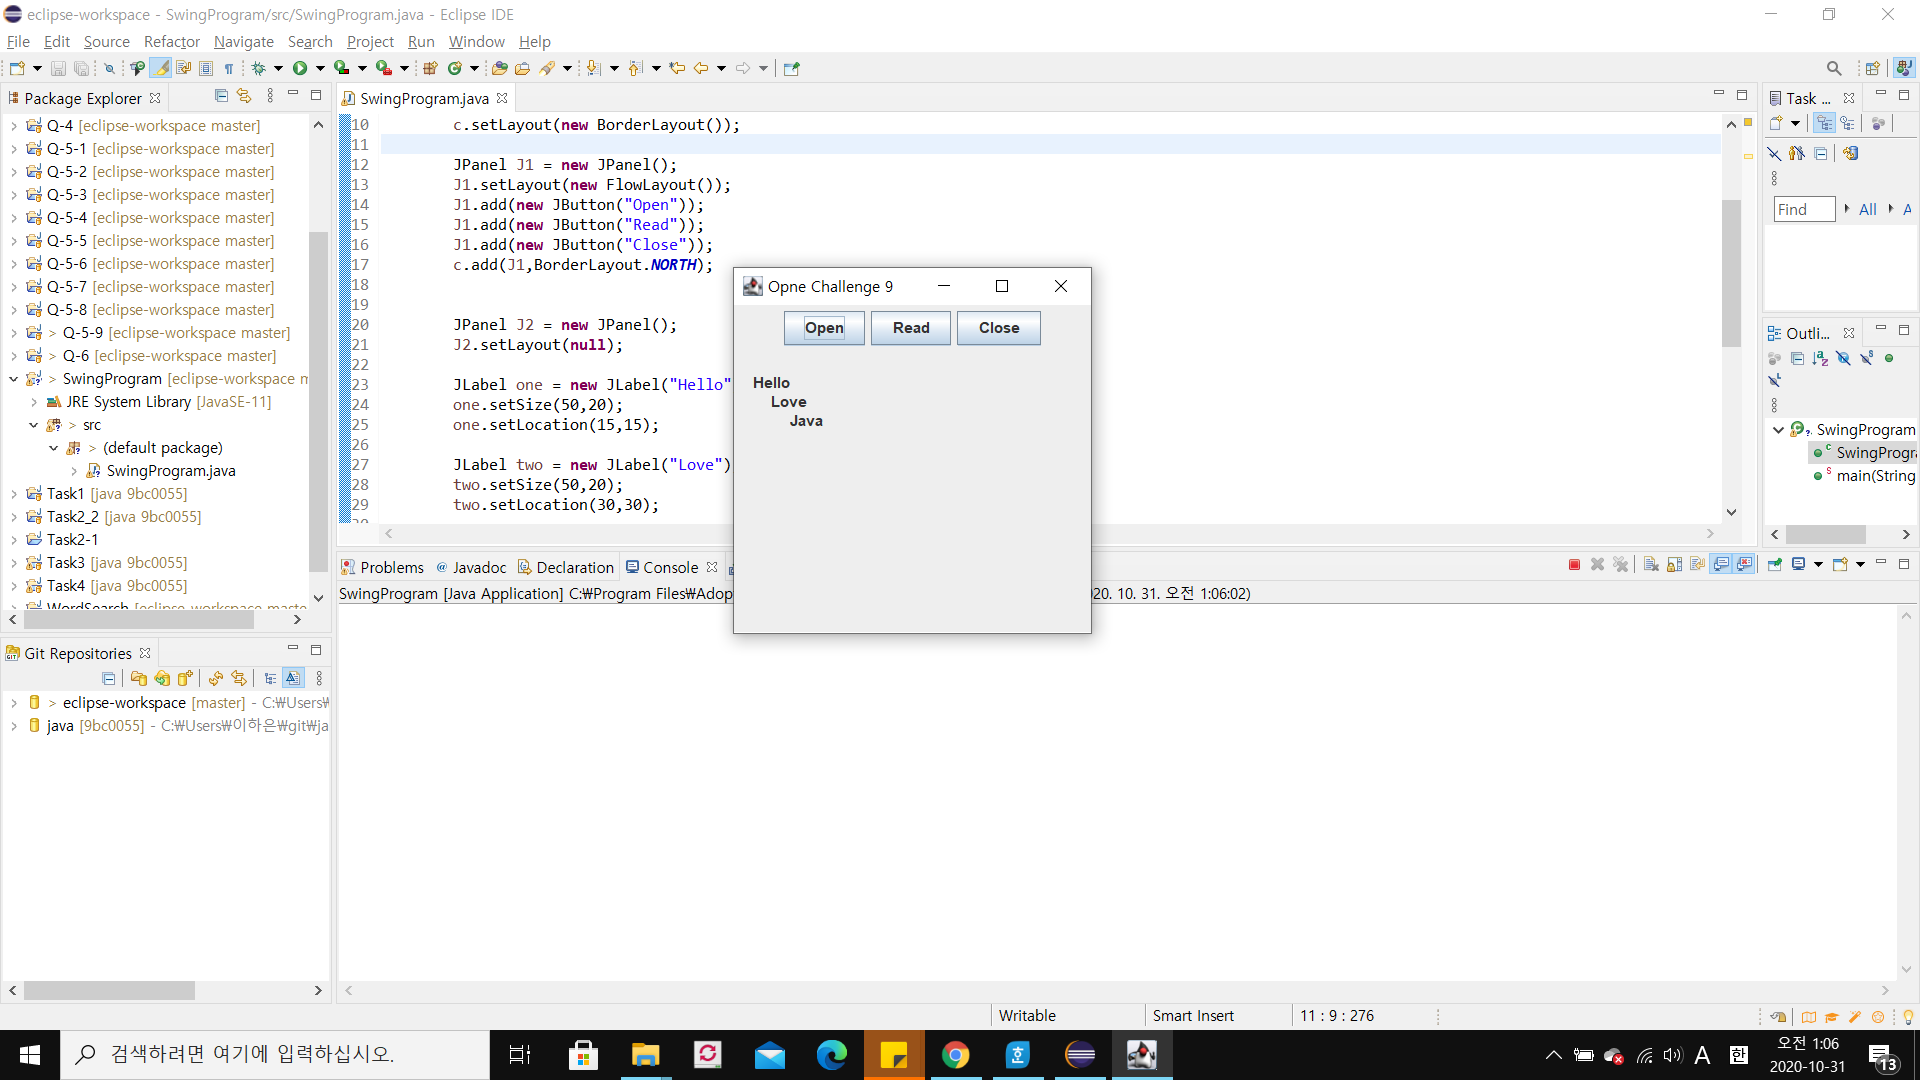 eclipse-workspace - SwingProgram/src/SwingProgram.java - Eclipse IDE
File Edit Source Refactor Navigate Search Project Run Window Help
Package Explorer
Q-4 [eclipse-workspace master]
Q-5-1 [eclipse-workspace master]
Q-5-2 [eclipse-workspace master]
Q-5-3 [eclipse-workspace master]
Q-5-4 [eclipse-workspace master]
Q-5-5 [eclipse-workspace master]
Q-5-6 [eclipse-workspace master]
Q-5-7 [eclipse-workspace master]
Q-5-8 [eclipse-workspace master]
> Q-5-9 [eclipse-workspace master]
> Q-6 [eclipse-workspace master]
> SwingProgram [eclipse-workspace m
JRE System Library [JavaSE-11]
> src
> (default package)
SwingProgram.java
Task1 [java 9bc0055]
Task2_2 [java 9bc0055]
Task2-1
Task3 [java 9bc0055]
Task4 [java 9bc0055]
WordSearch [eclipse-workspace maste
Git Repositories
> eclipse-workspace [master] - C:₩Users₩
java [9bc0055] - C:₩Users₩이하은₩git₩ja
SwingProgram.java
10 c.setLayout(new BorderLayout());
11
12 JPanel J1 = new JPanel();
13 J1.setLayout(new FlowLayout());
14 J1.add(new JButton("Open"));
15 J1.add(new JButton("Read"));
16 J1.add(new JButton("Close"));
17 c.add(J1,BorderLayout.NORTH);
18
19
20 JPanel J2 = new JPanel();
21 J2.setLayout(null);
22
23 JLabel one = new JLabel("Hello"
24 one.setSize(50,20);
25 one.setLocation(15,15);
26
27 JLabel two = new JLabel("Love")
28 two.setSize(50,20);
29 two.setLocation(30,30);
Opne Challenge 9
Open Read Close
Hello
Love
Java
Problems @ Javadoc Declaration Console
SwingProgram [Java Application] C:₩Program Files₩Adop
20. 10. 31. 오전 1:06:02)
Task ...
Find All A
Outli...
SwingProgram
SwingProgra
main(String
Writable Smart Insert 11 : 9 : 276
검색하려면 여기에 입력하십시오.
A 한
오전 1:06
2020-10-31
13